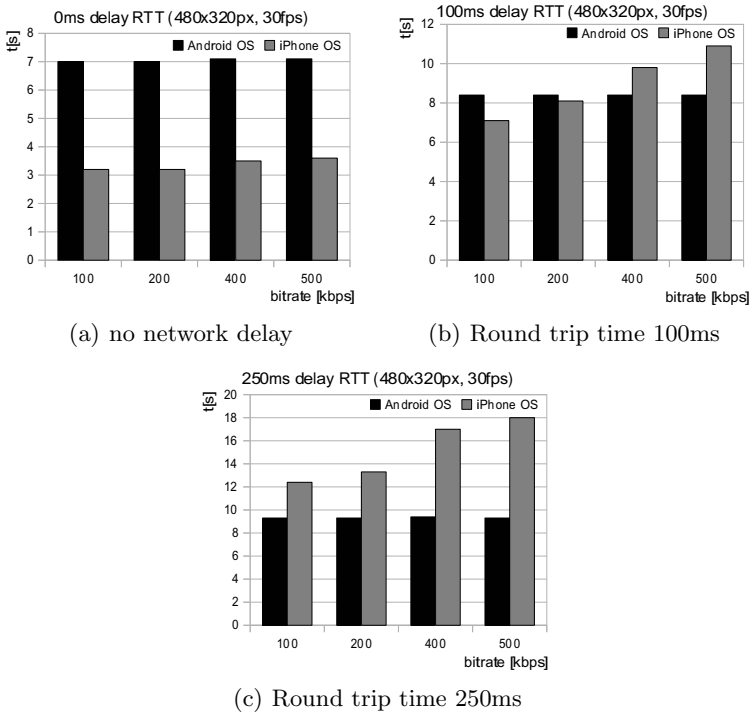 0ms delay RTT (480x320px, 30fps)
t[s]
Android OS iPhone OS
8
7
6
5
4
3
2
1
0
100 200 400 500
bitrate [kbps]
(a) no network delay
100ms delay RTT (480x320px, 30fps)
t[s]
Android OS iPhone OS
12
10
8
6
4
2
0
100 200 400 500
bitrate [kbps]
(b) Round trip time 100ms
250ms delay RTT (480x320px, 30fps)
t[s]
Android OS iPhone OS
20
18
16
14
12
10
8
6
4
2
0
100 200 400 500
bitrate [kbps]
(c) Round trip time 250ms